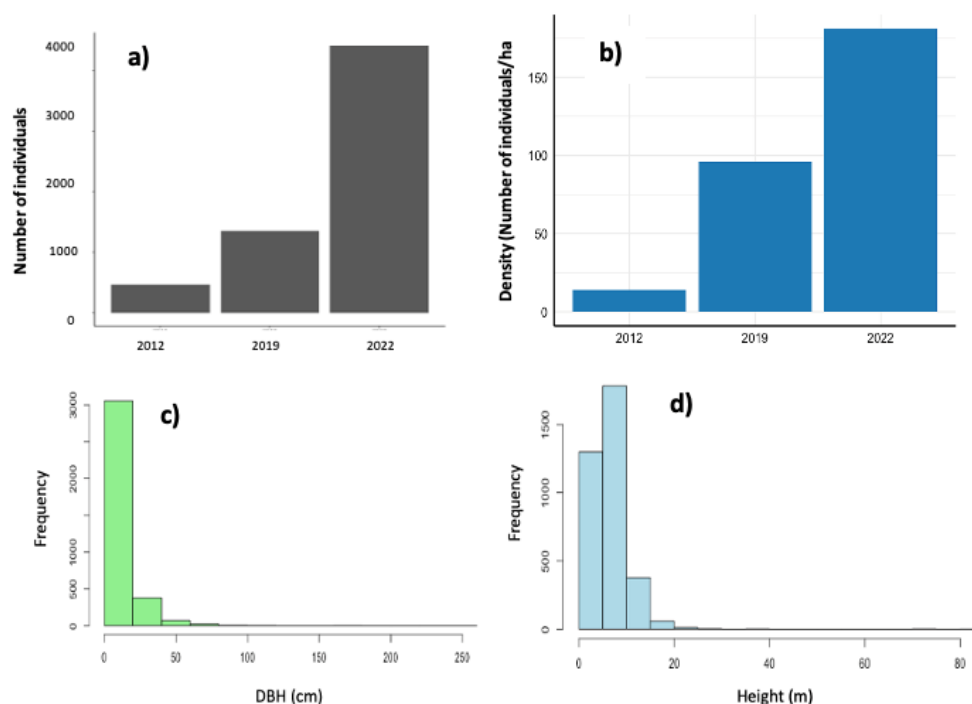 a)
Number of individuals
4000
3000
2000
1000
0
2012 2019 2022
b)
Density (Number of individuals/ha
150
100
50
0
2012 2019 2022
c)
Frequency
3000
2000
1000
500
0
0 50 100 150 200 250
DBH (cm)
d)
Frequency
1500
1000
500
0
0 20 40 60 80
Height (m)